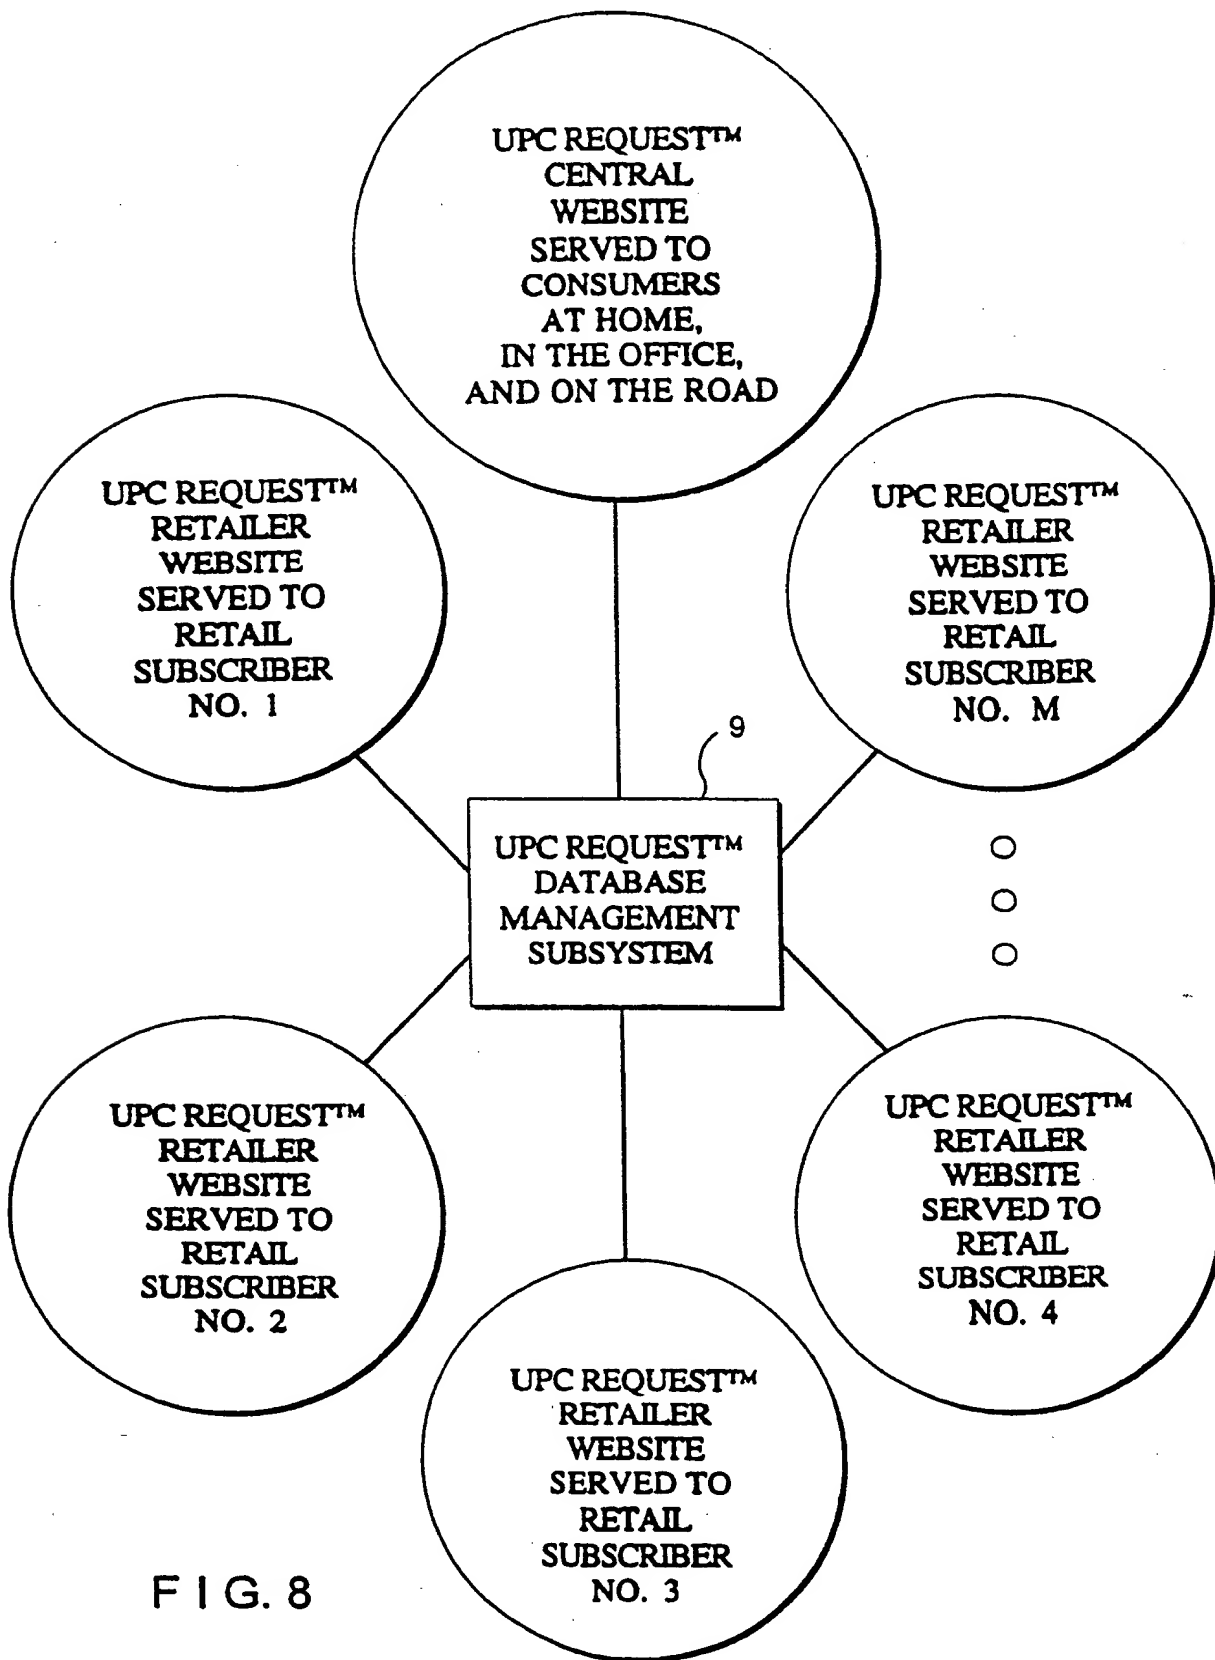 UPC REQUEST™
CENTRAL
WEBSITE
SERVED TO
CONSUMERS
AT HOME,
IN THE OFFICE,
AND ON THE ROAD
UPC REQUEST™
RETAILER
WEBSITE
SERVED TO
RETAIL
SUBSCRIBER
NO. 1
UPC REQUEST™
RETAILER
WEBSITE
SERVED TO
RETAIL
SUBSCRIBER
NO. M
9
UPC REQUEST™
DATABASE
MANAGEMENT
SUBSYSTEM
UPC REQUEST™
RETAILER
WEBSITE
SERVED TO
RETAIL
SUBSCRIBER
NO. 2
UPC REQUEST™
RETAILER
WEBSITE
SERVED TO
RETAIL
SUBSCRIBER
NO. 4
UPC REQUEST™
RETAILER
WEBSITE
SERVED TO
RETAIL
SUBSCRIBER
NO. 3
FIG. 8